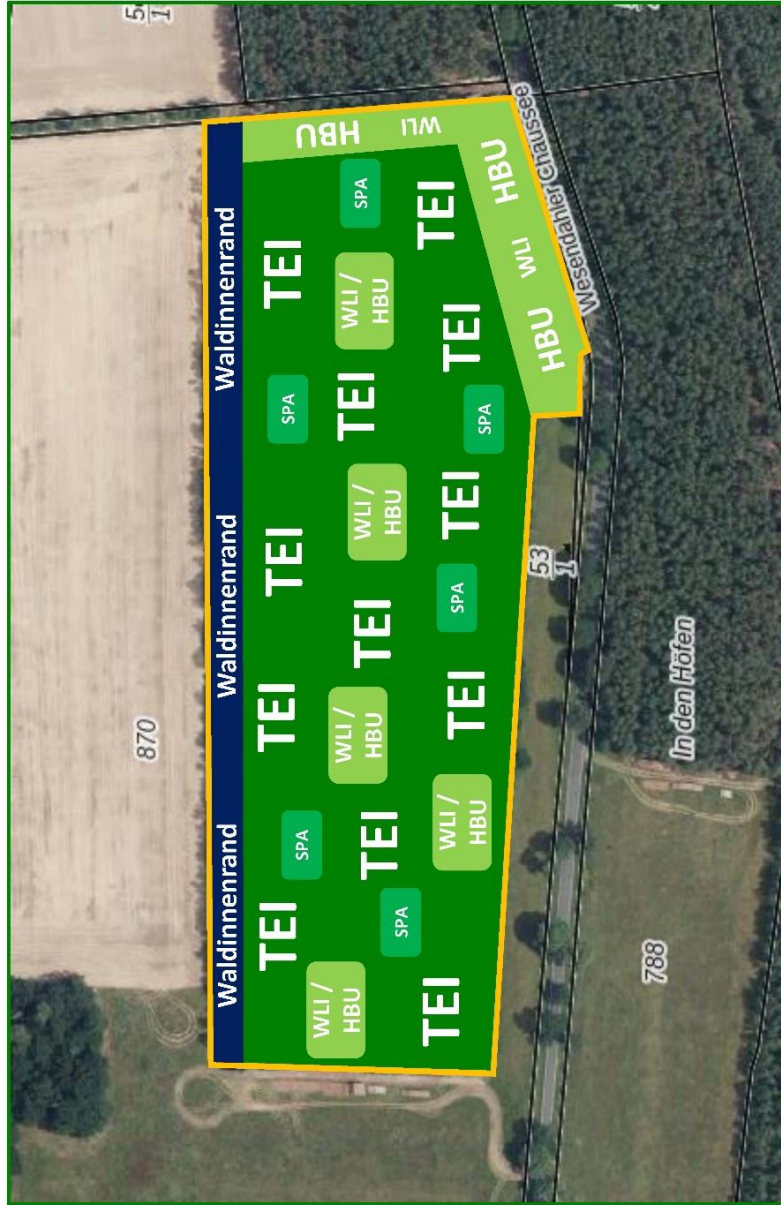 870
Waldinnenrand
Waldinnenrand
Waldinnenrand
TEI
SPA
TEI
TEI
SPA
TEI
WLI /
HBU
WLI /
HBU
WLI /
HBU
WLI /
HBU
SPA
HBU
WLI
SPA
TEI
TEI
TEI
TEI
WLI /
HBU
TEI
SPA
TEI
SPA
TEI
TEI
HBU
WLI
HBU
Wesendahler Chaussee
53
1
In den Höfen
788